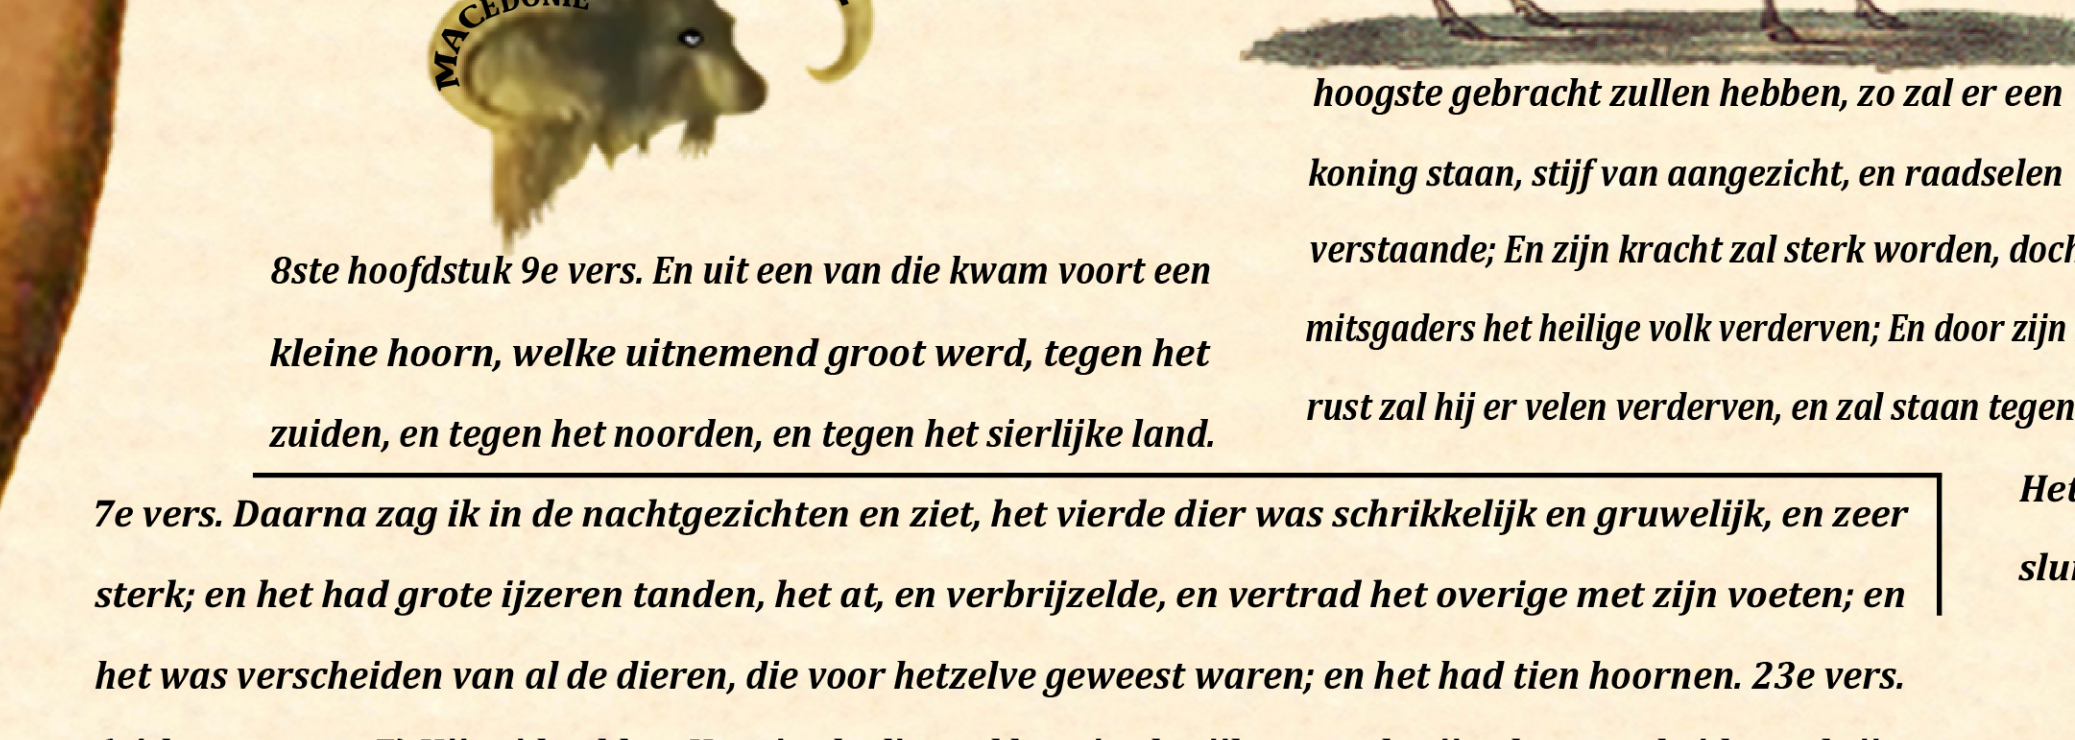 MACEDONIE
8ste hoofdstuk 9e vers. En uit een van die kwam voort een
kleine hoorn, welke uitnemend groot werd, tegen het
zuiden, en tegen het noorden, en tegen het sierlijke land.
hoogste gebracht zullen hebben, zo zal er een
koning staan, stijf van aangezicht, en raadselen
verstaande; En zijn kracht zal sterk worden, doch
mitsgaders het heilige volk verderven; En door zijn
rust zal hij er velen verderven, en zal staan tegen
7e vers. Daarna zag ik in de nachtgezichten en ziet, het vierde dier was schrikkelijk en gruwelijk, en zeer
sterk; en het had grote ijzeren tanden, het at, en verbrijzelde, en vertrad het overige met zijn voeten; en
het was verscheiden van al de dieren, die voor hetzelve geweest waren; en het had tien hoornen. 23e vers.
Het